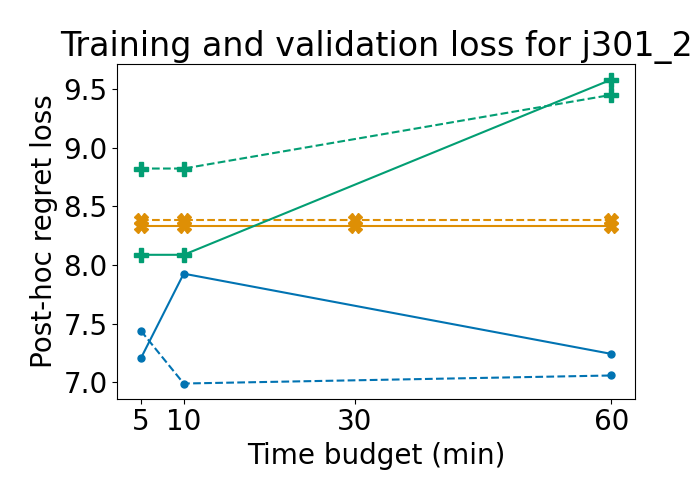 Training and validation loss for j301_2
Post-hoc regret loss
9.5
9.0
8.5
8.0
7.5
7.0
5 10 30 60
Time budget (min)